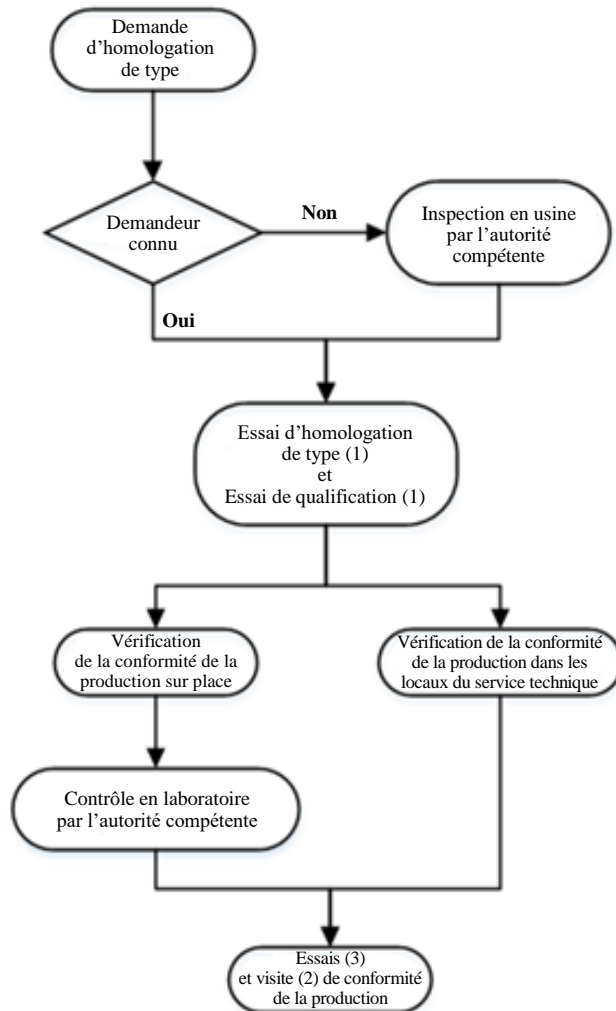 Demande
d’homologation
de type
Demandeur
connu
Non
Inspection en usine
par l’autorité
compétente
Oui
Essai d’homologation
de type (1)
et
Essai de qualification (1)
Vérification
de la conformité de la
production sur place
Vérification de la conformité
de la production dans les
locaux du service technique
Contrôle en laboratoire
par l’autorité compétente
Essais (3)
et visite (2) de conformité
de la production